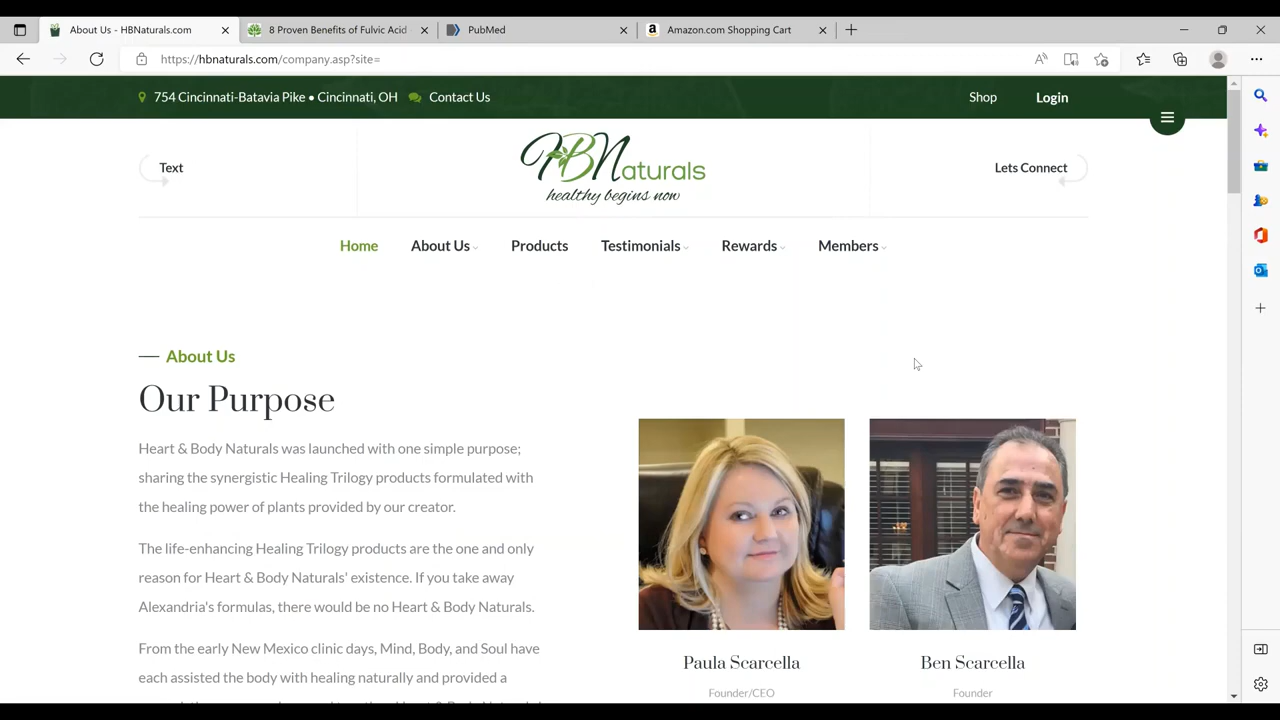 About Us - HBNaturals.com
8 Proven Benefits of Fulvic Acid
PubMed
Amazon.com Shopping Cart
https://hbnaturals.com/company.asp?site=
754 Cincinnati-Batavia Pike • Cincinnati, OH
Contact Us
Shop
Login
Text
HBNaturals
healthy begins now
Lets Connect
Home
About Us
Products
Testimonials
Rewards
Members
About Us
Our Purpose
Heart & Body Naturals was launched with one simple purpose;
sharing the Healing Trilogy products formulated with
the healing power of plants provided by our creator.
The Healing Trilogy products are the one and only
reason for Heart & Body Naturals' existence. If you take away
Alexandria's formulas, there would be no Heart & Body Naturals.
From the early New Mexico clinic days, Mind, Body, and Soul have
each assisted the body with healing naturally and provided a
Paula Scarcella
Founder/CEO
Ben Scarcella
Founder